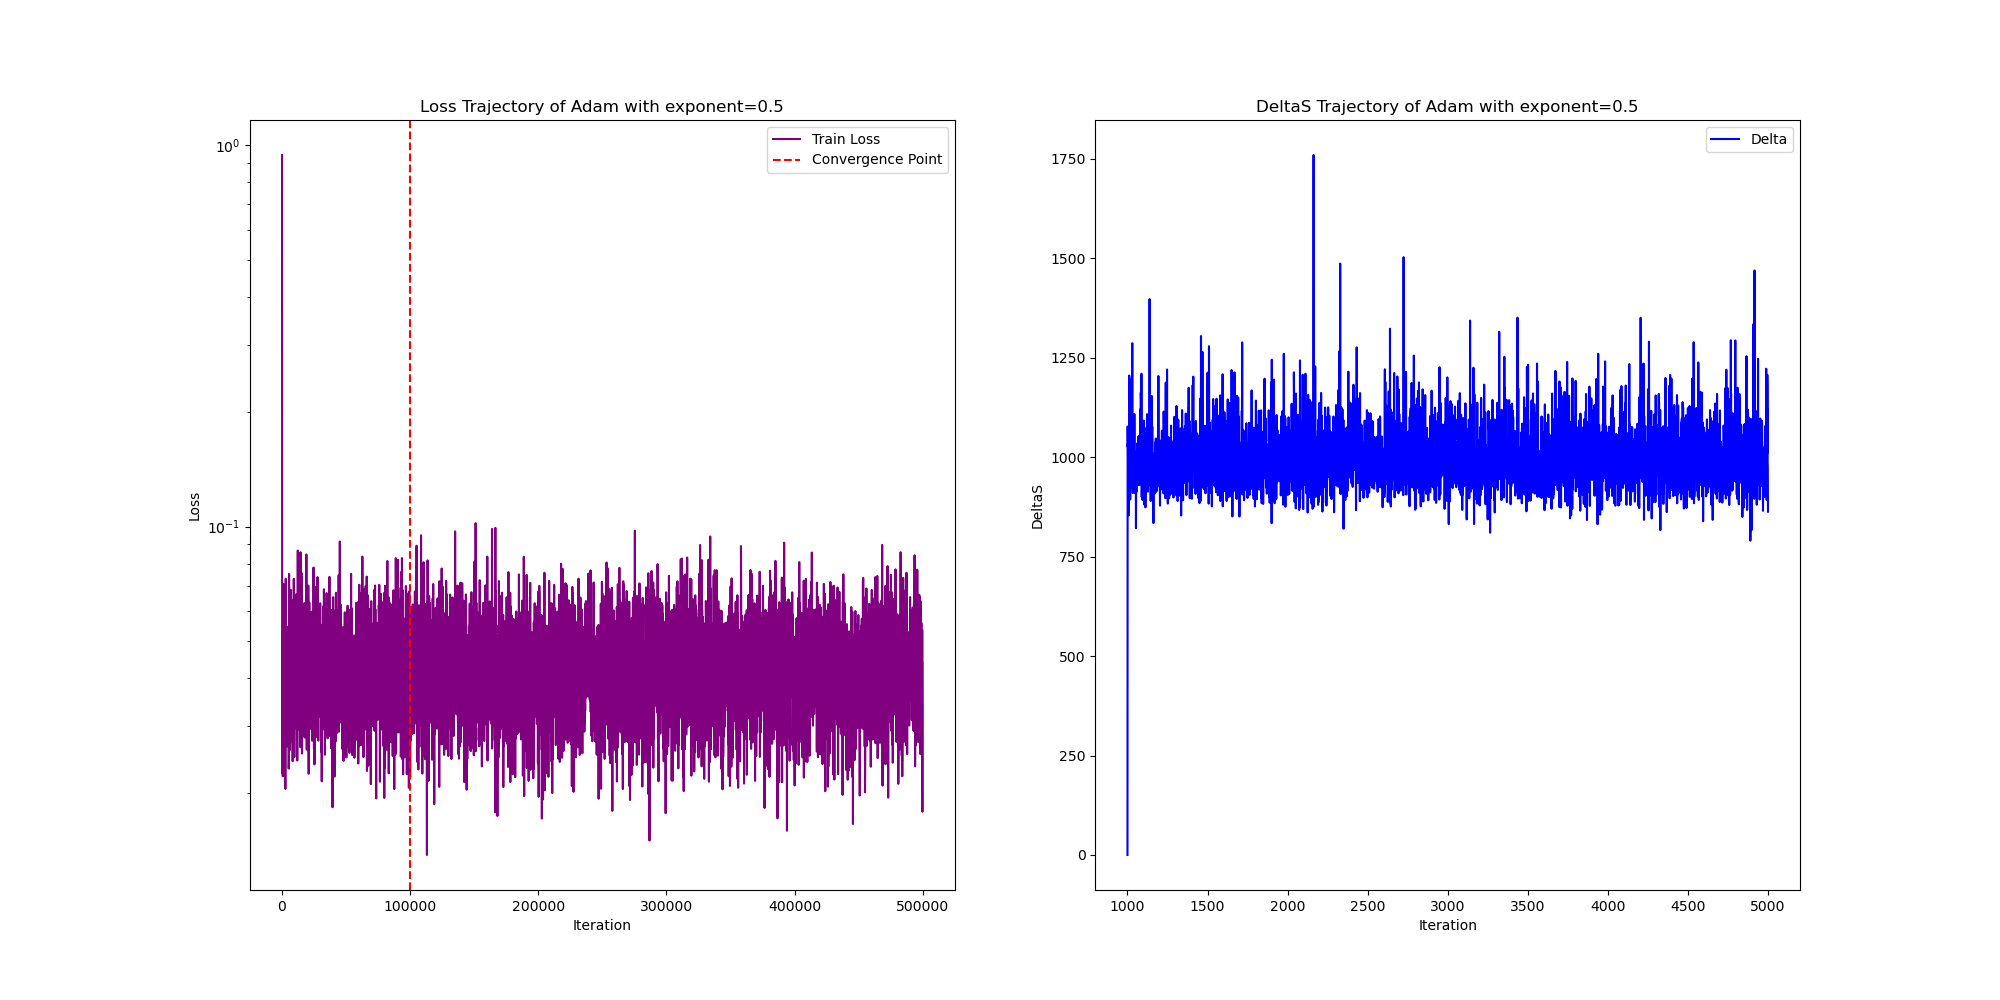 Loss Trajectory of Adam with exponent=0.5
Train Loss
Convergence Point
10^0
10^-1
Loss
0
100000
200000
300000
400000
500000
Iteration
DeltaS Trajectory of Adam with exponent=0.5
Delta
1750
1500
1250
1000
750
500
250
0
DeltaS
1000
1500
2000
2500
3000
3500
4000
4500
5000
Iteration